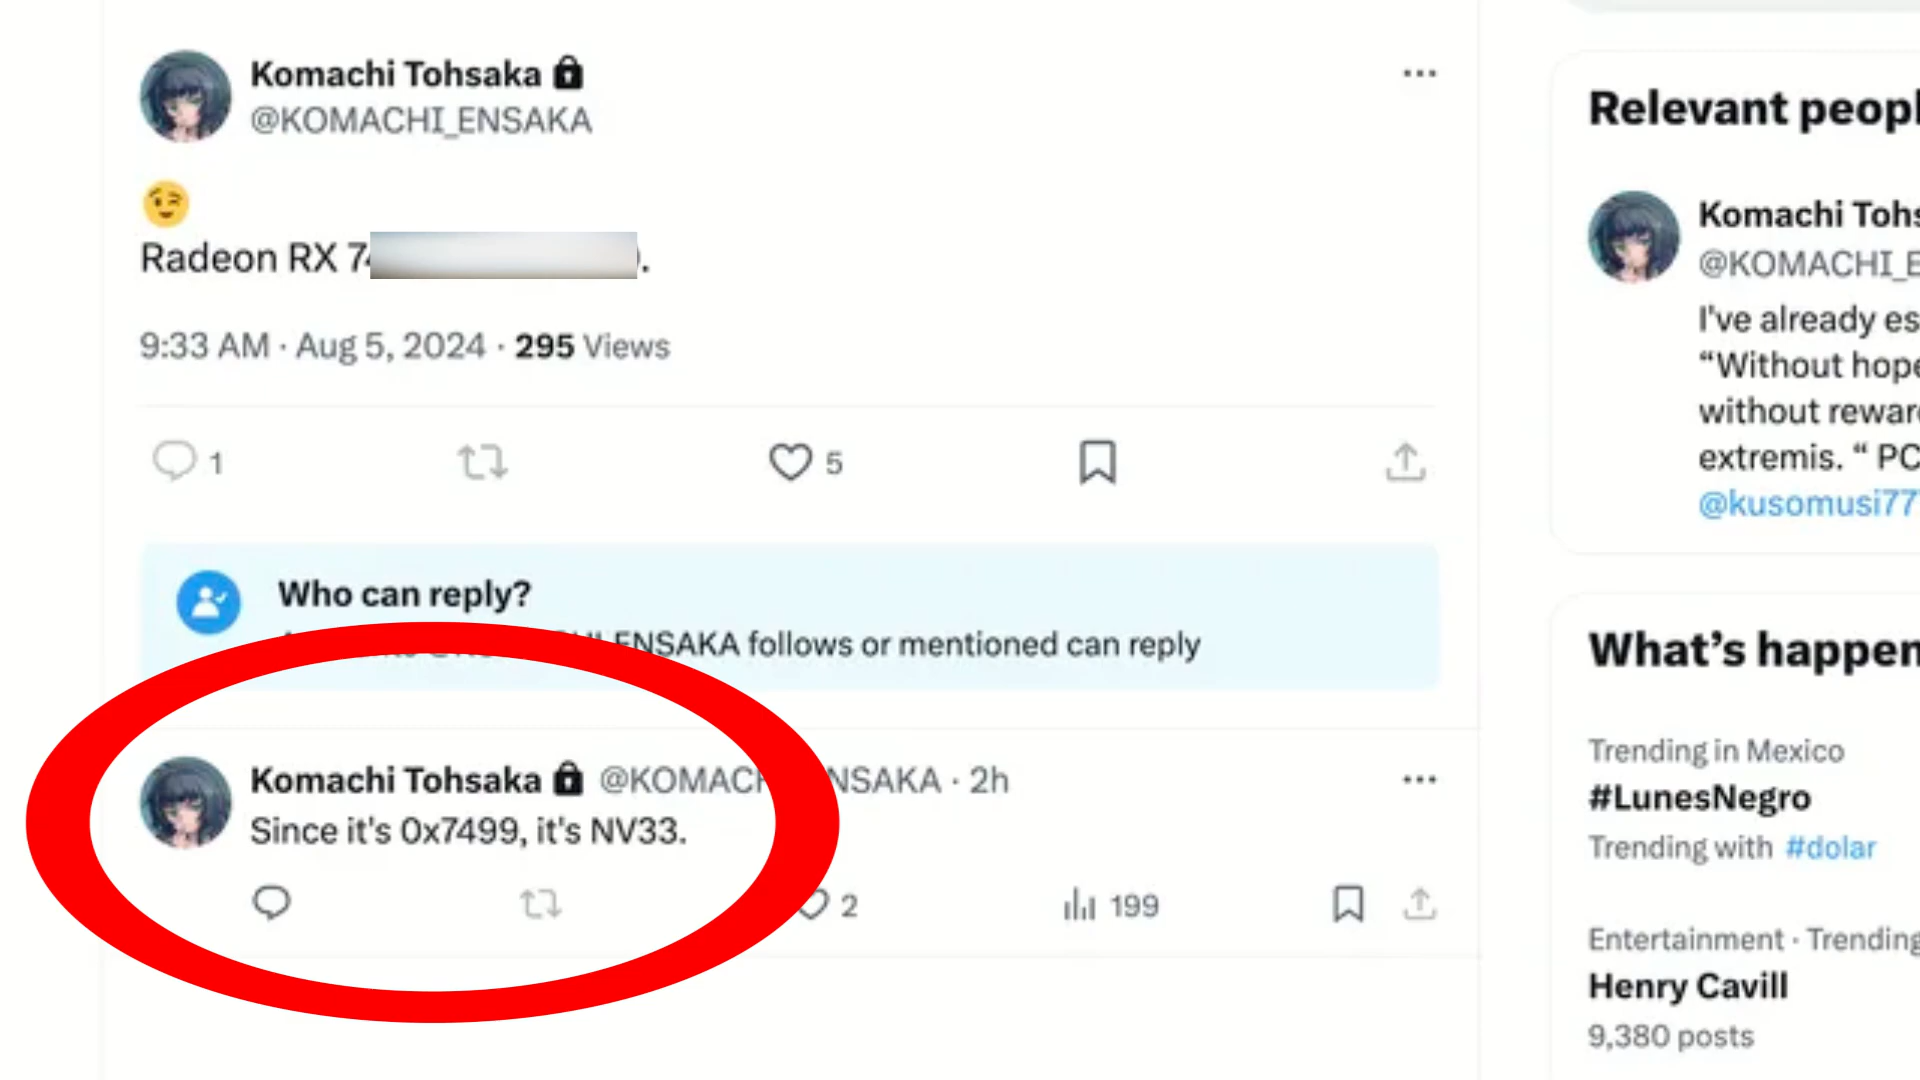 Komachi Tohsaka
@KOMACHI_ENSAKA
Radeon RX 7
9:33 AM · Aug 5, 2024 · 295 Views
1
5
Who can reply?
ENSAKA follows or mentioned can reply
Komachi Tohsaka @KOMACH NSAKA · 2h
Since it's 0x7499, it's NV33.
2
199
Relevant peopl
Komachi Tohs
@KOMACHI_E
I've already es
“Without hope
without rewar
extremis. “ PC
@kusomusi77
What’s happen
Trending in Mexico
#LunesNegro
Trending with #dolar
Entertainment · Trending
Henry Cavill
9,380 posts